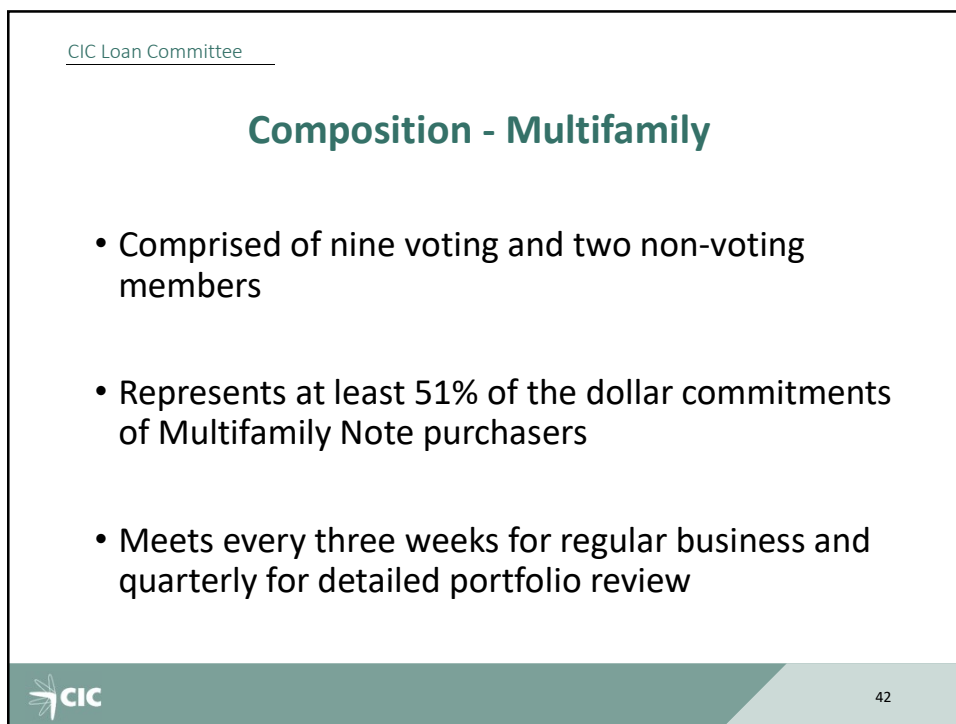 CIC Loan Committee
Composition - Multifamily
• Comprised of nine voting and two non-voting
members
• Represents at least 51% of the dollar commitments
of Multifamily Note purchasers
• Meets every three weeks for regular business and
quarterly for detailed portfolio review
CIC
42